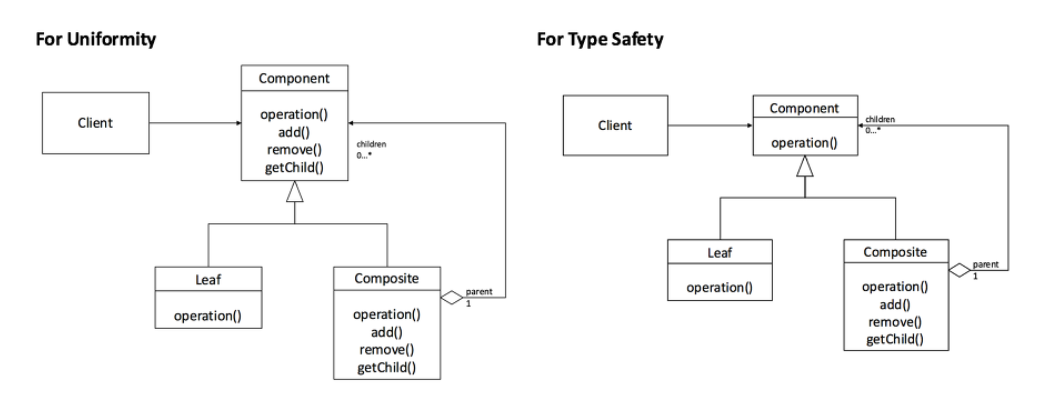 For Uniformity
Client
Component
operation()
add()
remove()
getChild()
children
0...*
Leaf
operation()
Composite
operation()
add()
remove()
getChild()
parent
1
For Type Safety
Client
Component
operation()
children
0...*
Leaf
operation()
Composite
operation()
add()
remove()
getChild()
parent
1